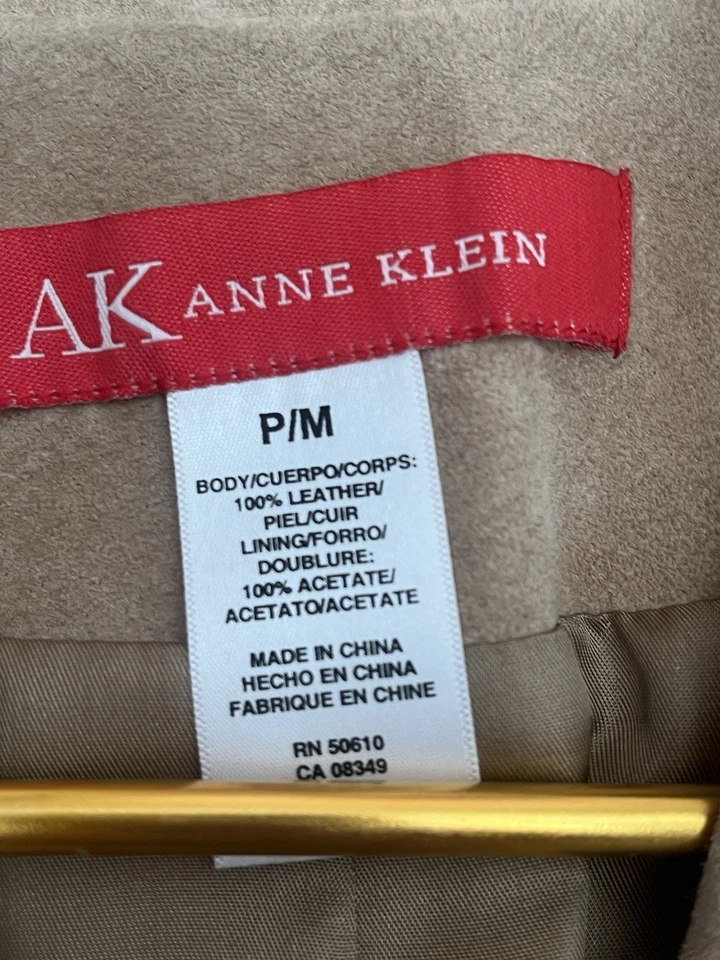 AK ANNE KLEIN
P/M
BODY/CUERPO/CORPS:
100% LEATHER/
PIEL/CUIR
LINING/FORRO/
DOUBLURE:
100% ACETATE/
ACETATO/ACETATE
MADE IN CHINA
HECHO EN CHINA
FABRIQUE EN CHINE
RN 50610
CA 08349